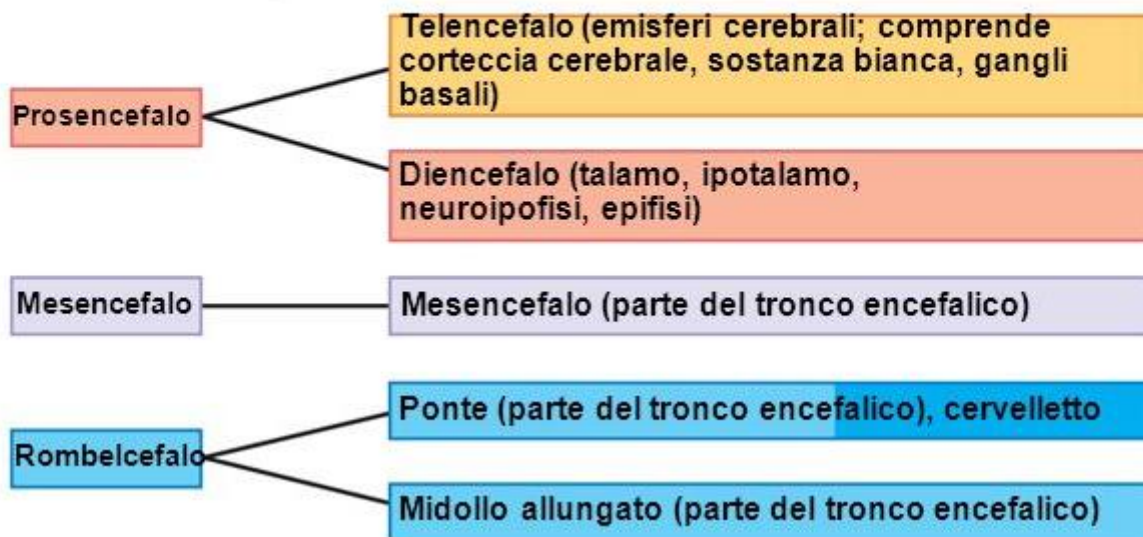 Telencefalo (emisferi cerebrali; comprende
corteccia cerebrale, sostanza bianca, gangli
basali)
Prosencefalo
Diencefalo (talamo, ipotalamo,
neuroipofisi, epifisi)
Mesencefalo
Mesencefalo (parte del tronco encefalico)
Ponte (parte del tronco encefalico), cervelletto
Rombelcefalo
Midollo allungato (parte del tronco encefalico)